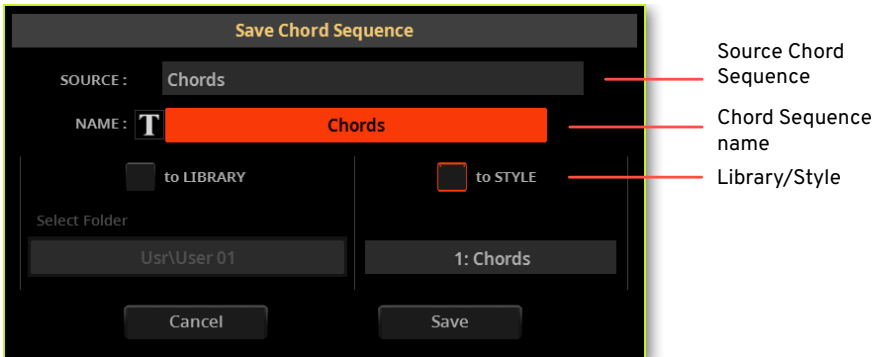 Save Chord Sequence
SOURCE :
Chords
NAME :
T
Chords
to LIBRARY
to STYLE
Select Folder
Usr\User 01
1: Chords
Cancel
Save
Source Chord
Sequence
Chord Sequence
name
Library/Style